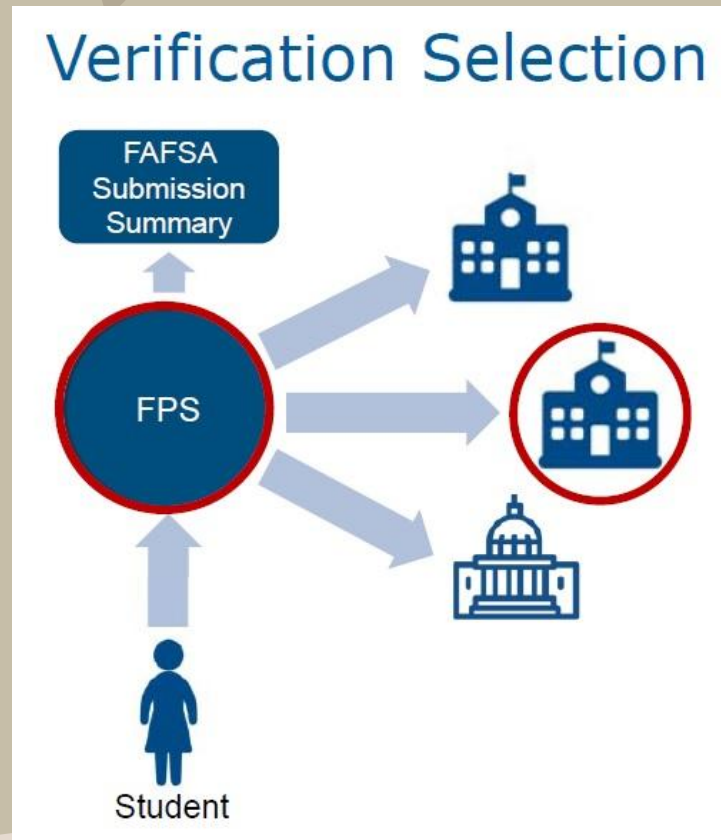 Verification Selection
FAFSA
Submission
Summary
FPS
Student